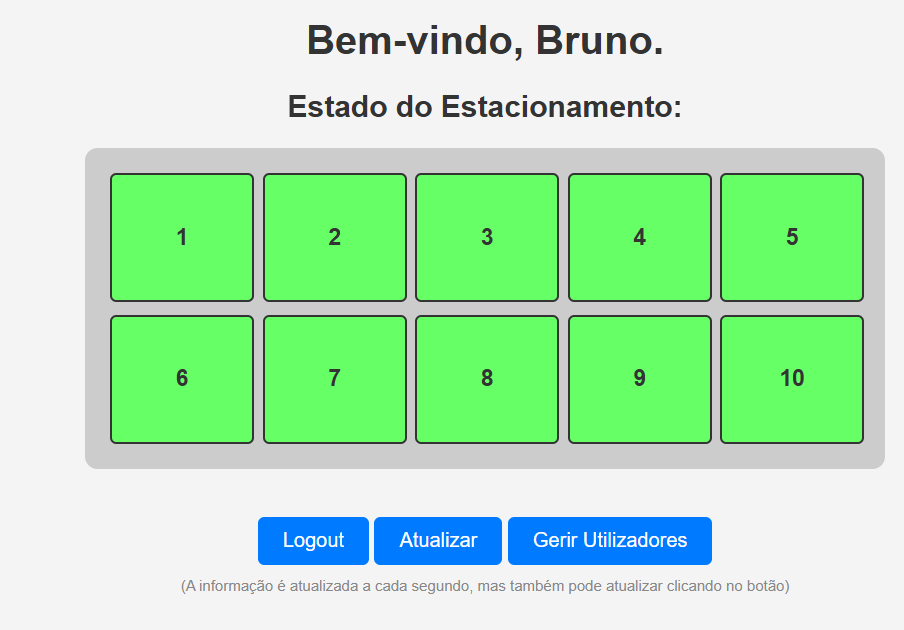 Bem-vindo, Bruno.
Estado do Estacionamento:
1 2 3 4 5
6 7 8 9 10
Logout Atualizar Gerir Utilizadores
(A informação é atualizada a cada segundo, mas também pode atualizar clicando no botão)